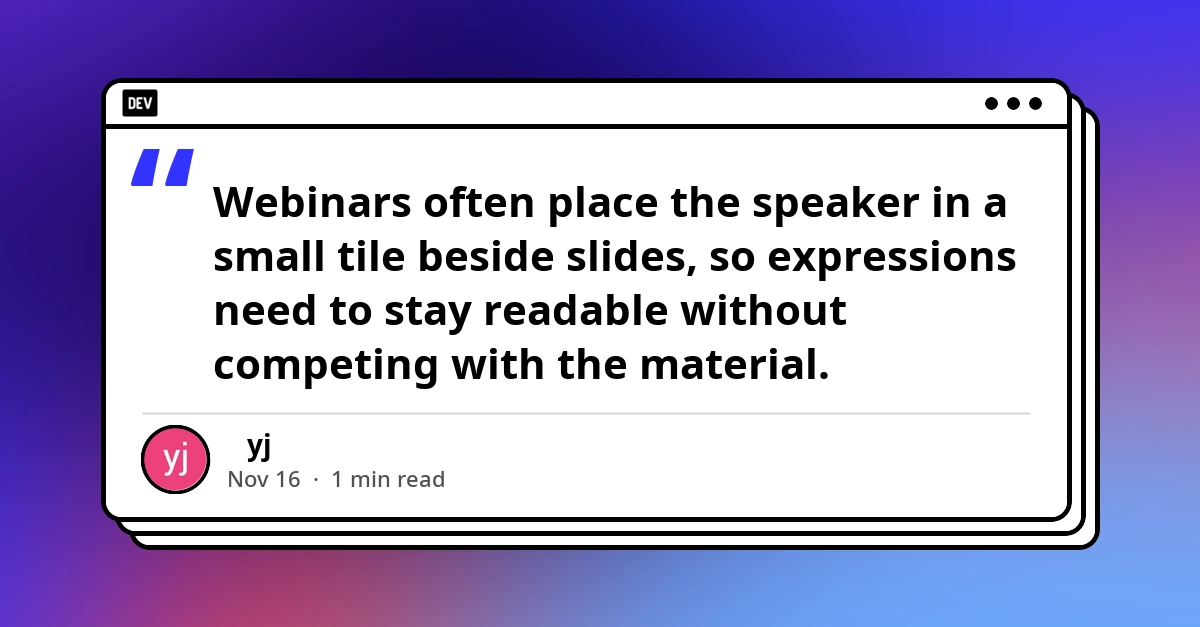 DEV
“
Webinars often place the speaker in a
small tile beside slides, so expressions
need to stay readable without
competing with the material.
yj
yj
Nov 16 · 1 min read